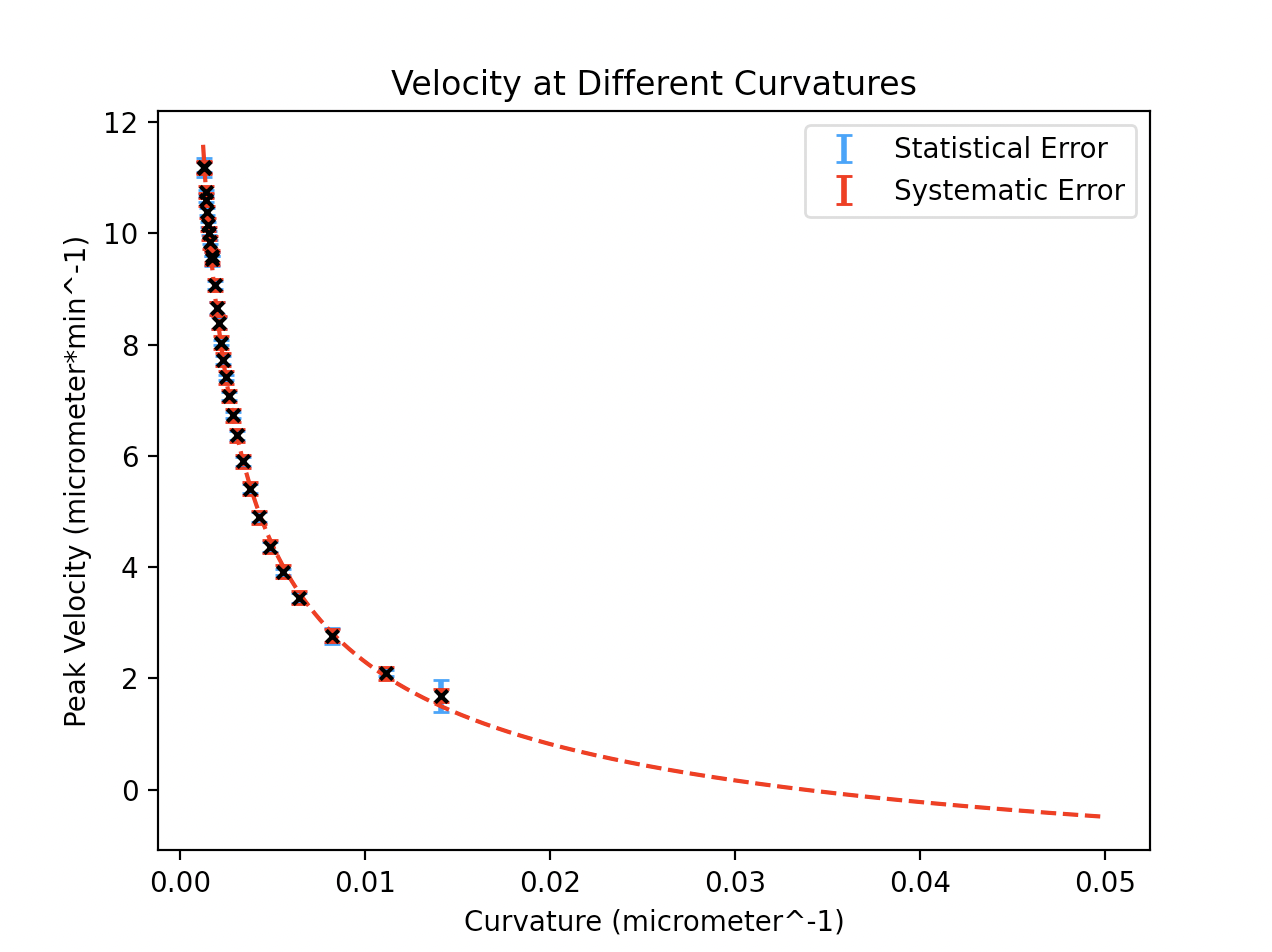 Velocity at Different Curvatures
Statistical Error
Systematic Error
Peak Velocity (micrometer*min^-1)
12
10
8
6
4
2
0
0.00 0.01 0.02 0.03 0.04 0.05
Curvature (micrometer^-1)